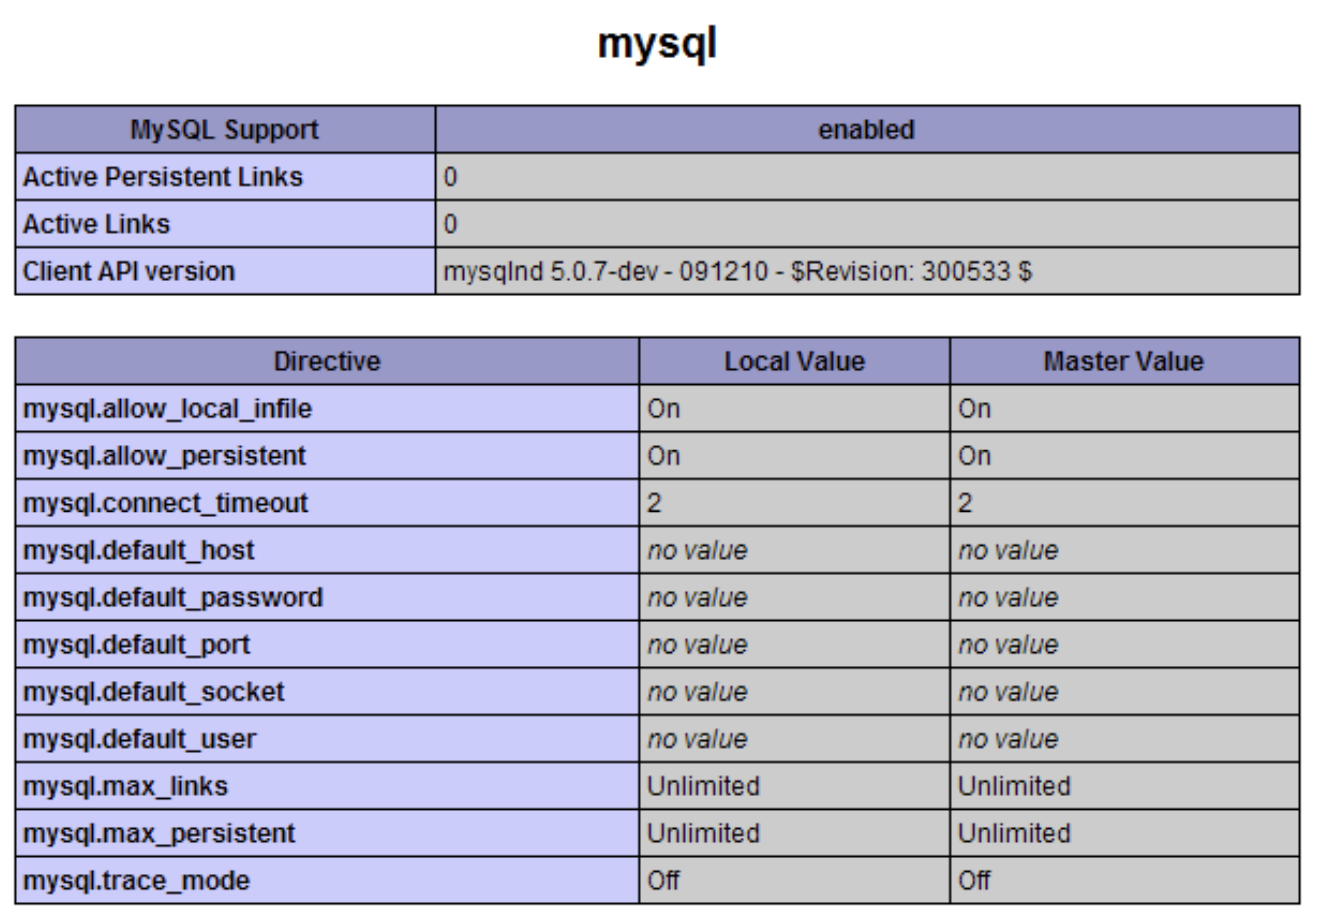 mysql
MySQL Support enabled
Active Persistent Links 0
Active Links 0
Client API version mysqlnd 5.0.7-dev - 091210 - $Revision: 300533 $
Directive Local Value Master Value
mysql.allow_local_infile On On
mysql.allow_persistent On On
mysql.connect_timeout 2 2
mysql.default_host no value no value
mysql.default_password no value no value
mysql.default_port no value no value
mysql.default_socket no value no value
mysql.default_user no value no value
mysql.max_links Unlimited Unlimited
mysql.max_persistent Unlimited Unlimited
mysql.trace_mode Off Off